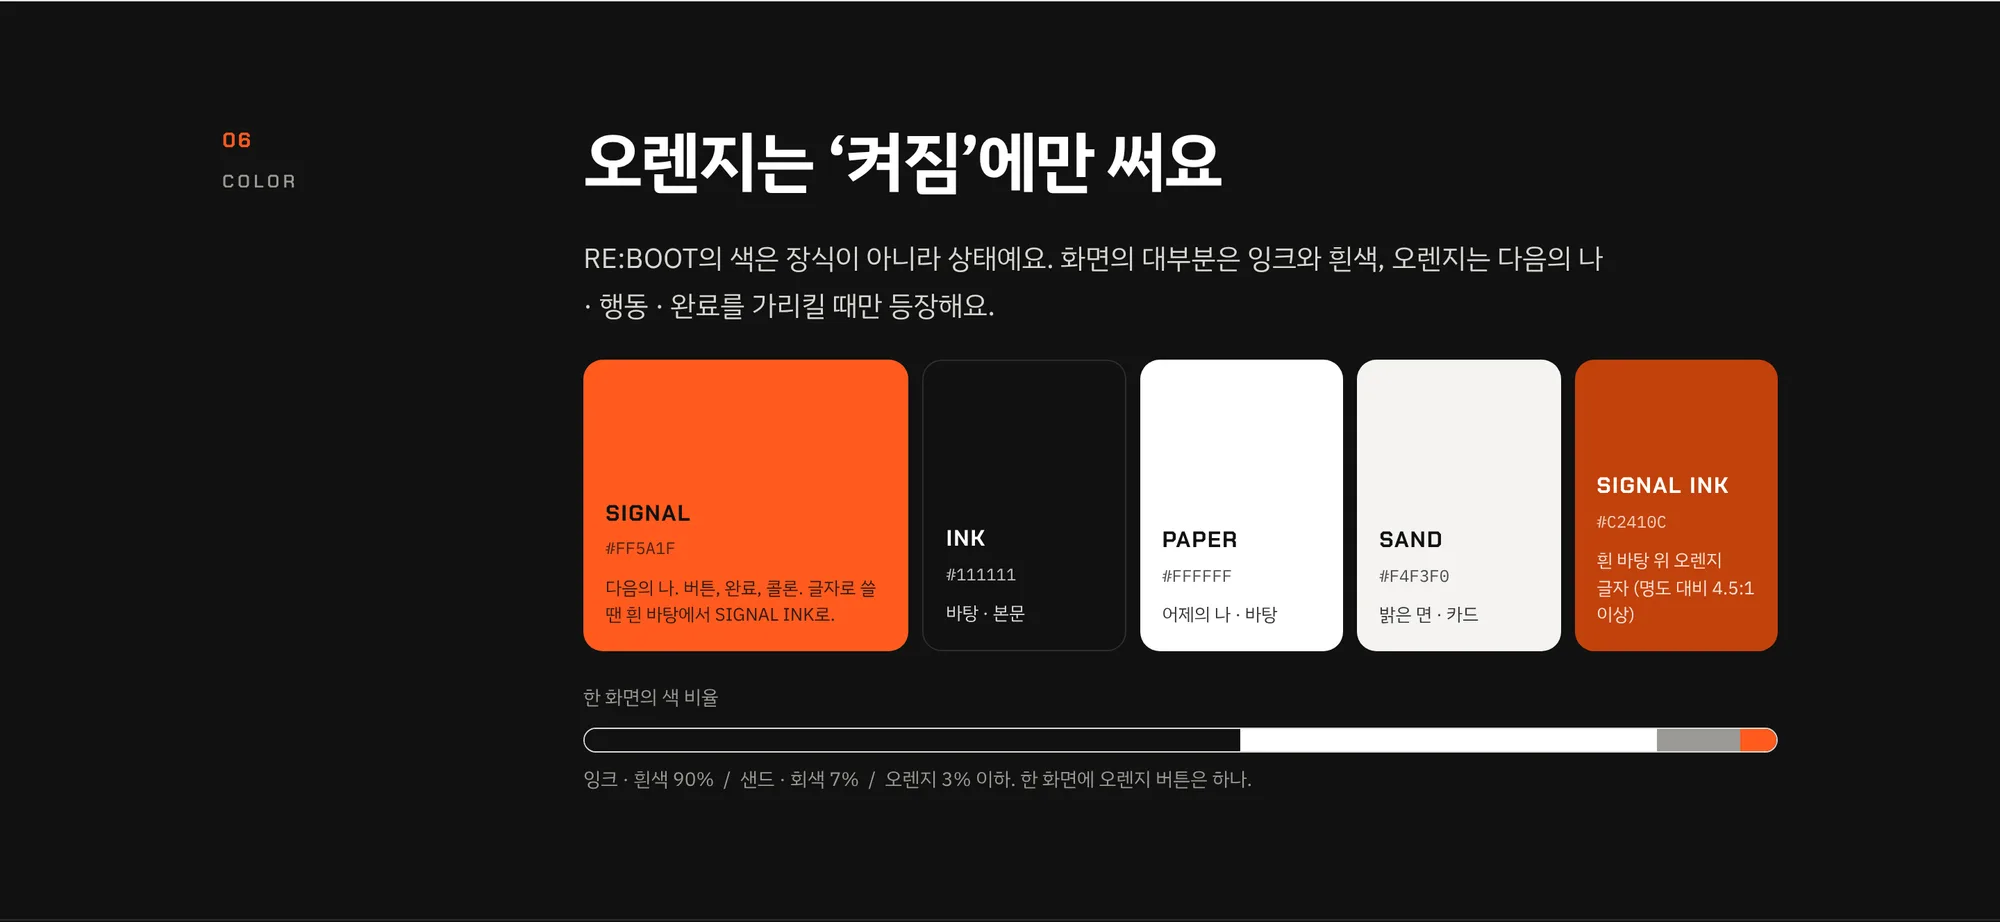 06
COLOR
오렌지는 ‘켜짐’에만 써요
RE:BOOT의 색은 장식이 아니라 상태예요. 화면의 대부분은 잉크와 흰색, 오렌지는 다음의 나
· 행동 · 완료를 가리킬 때만 등장해요.
SIGNAL
#FF5A1F
다음의 나. 버튼, 완료, 콜론. 글자로 쓸
땐 흰 바탕에서 SIGNAL INK로.
INK
#111111
바탕 · 본문
PAPER
#FFFFFF
어제의 나 · 바탕
SAND
#F4F3F0
밝은 면 · 카드
SIGNAL INK
#C2410C
흰 바탕 위 오렌지
글자 (명도 대비 4.5:1
이상)
한 화면의 색 비율
잉크 · 흰색 90% / 샌드 · 회색 7% / 오렌지 3% 이하. 한 화면에 오렌지 버튼은 하나.